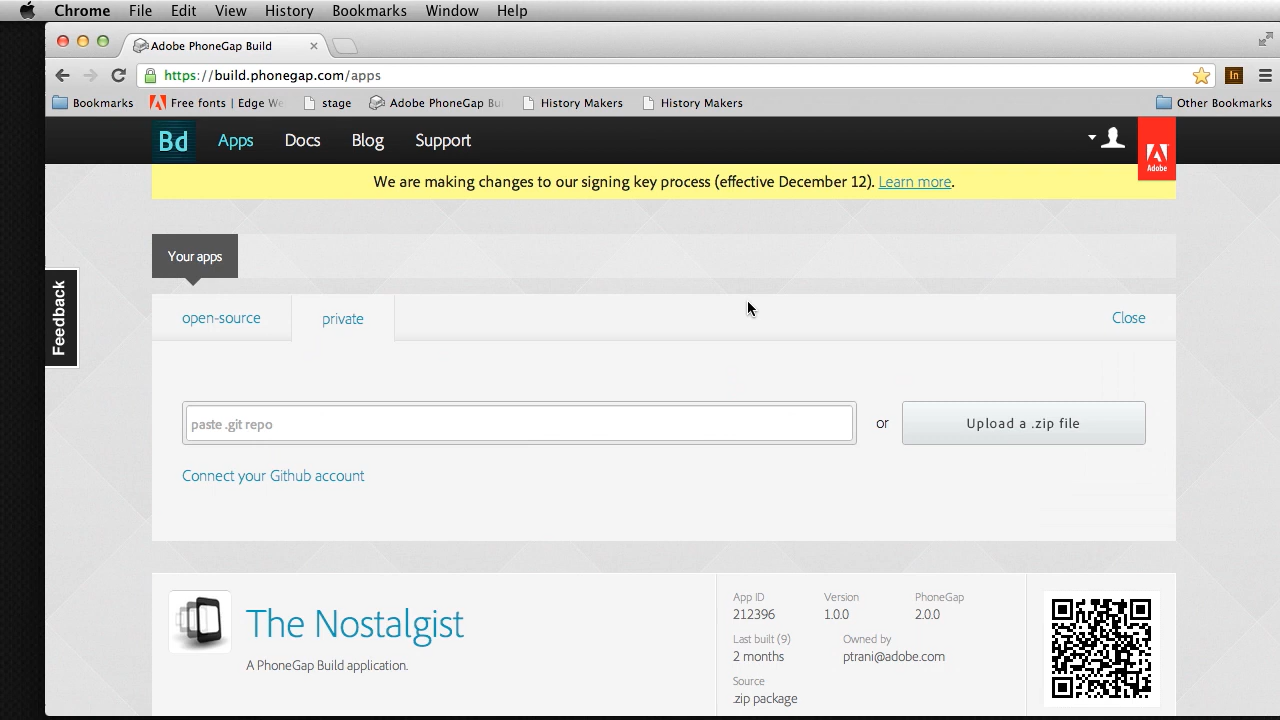 Chrome File Edit View History Bookmarks Window Help
Adobe PhoneGap Build
https://build.phonegap.com/apps
In
Bookmarks Free fonts | Edge We stage Adobe PhoneGap Bu History Makers History Makers Other Bookmarks
Bd Apps Docs Blog Support
Adobe
We are making changes to our signing key process (effective December 12). Learn more.
Your apps
Feedback
open-source private Close
paste .git repo or Upload a .zip file
Connect your Github account
The Nostalgist
A PhoneGap Build application.
App ID Version PhoneGap
212396 1.0.0 2.0.0
Last built (9) Owned by
2 months ptrani@adobe.com
Source
.zip package